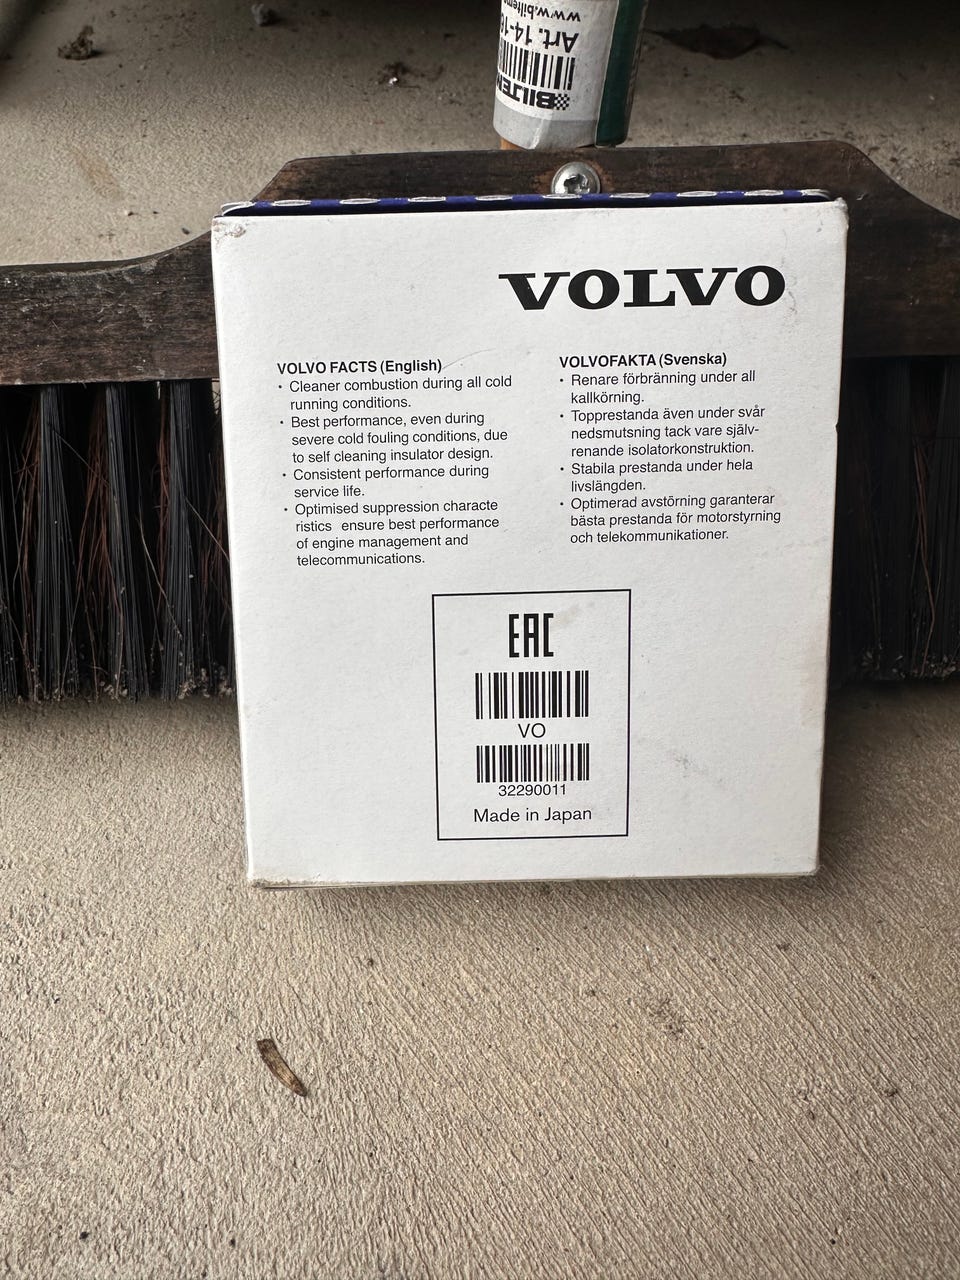 www.biltem
Art. 14-16
BILTEM
VOLVO
VOLVO FACTS (English)
• Cleaner combustion during all cold
running conditions.
• Best performance, even during
severe cold fouling conditions, due
to self cleaning insulator design.
• Consistent performance during
service life.
• Optimised suppression characte
ristics ensure best performance
of engine management and
telecommunications.
VOLVOFAKTA (Svenska)
• Renare förbränning under all
kallkörning.
• Topprestanda även under svår
nedsmutsning tack vare själv-
renande isolatorkonstruktion.
• Stabila prestanda under hela
livslängden.
• Optimerad avstörning garanterar
bästa prestanda för motorstyrning
och telekommunikationer.
EAC
VO
32290011
Made in Japan